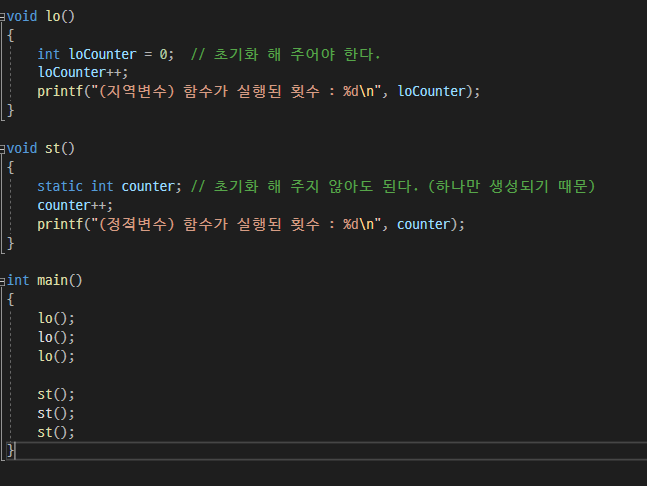 void lo()
{
int loCounter = 0;  // 초기화 해 주어야 한다.
loCounter++;
printf("(지역변수) 함수가 실행된 횟수 : %d\n", loCounter);
}
void st()
{
static int counter; // 초기화 해 주지 않아도 된다. (하나만 생성되기 때문)
counter++;
printf("(정적변수) 함수가 실행된 횟수 : %d\n", counter);
}
int main()
{
lo();
lo();
lo();
st();
st();
st();
}